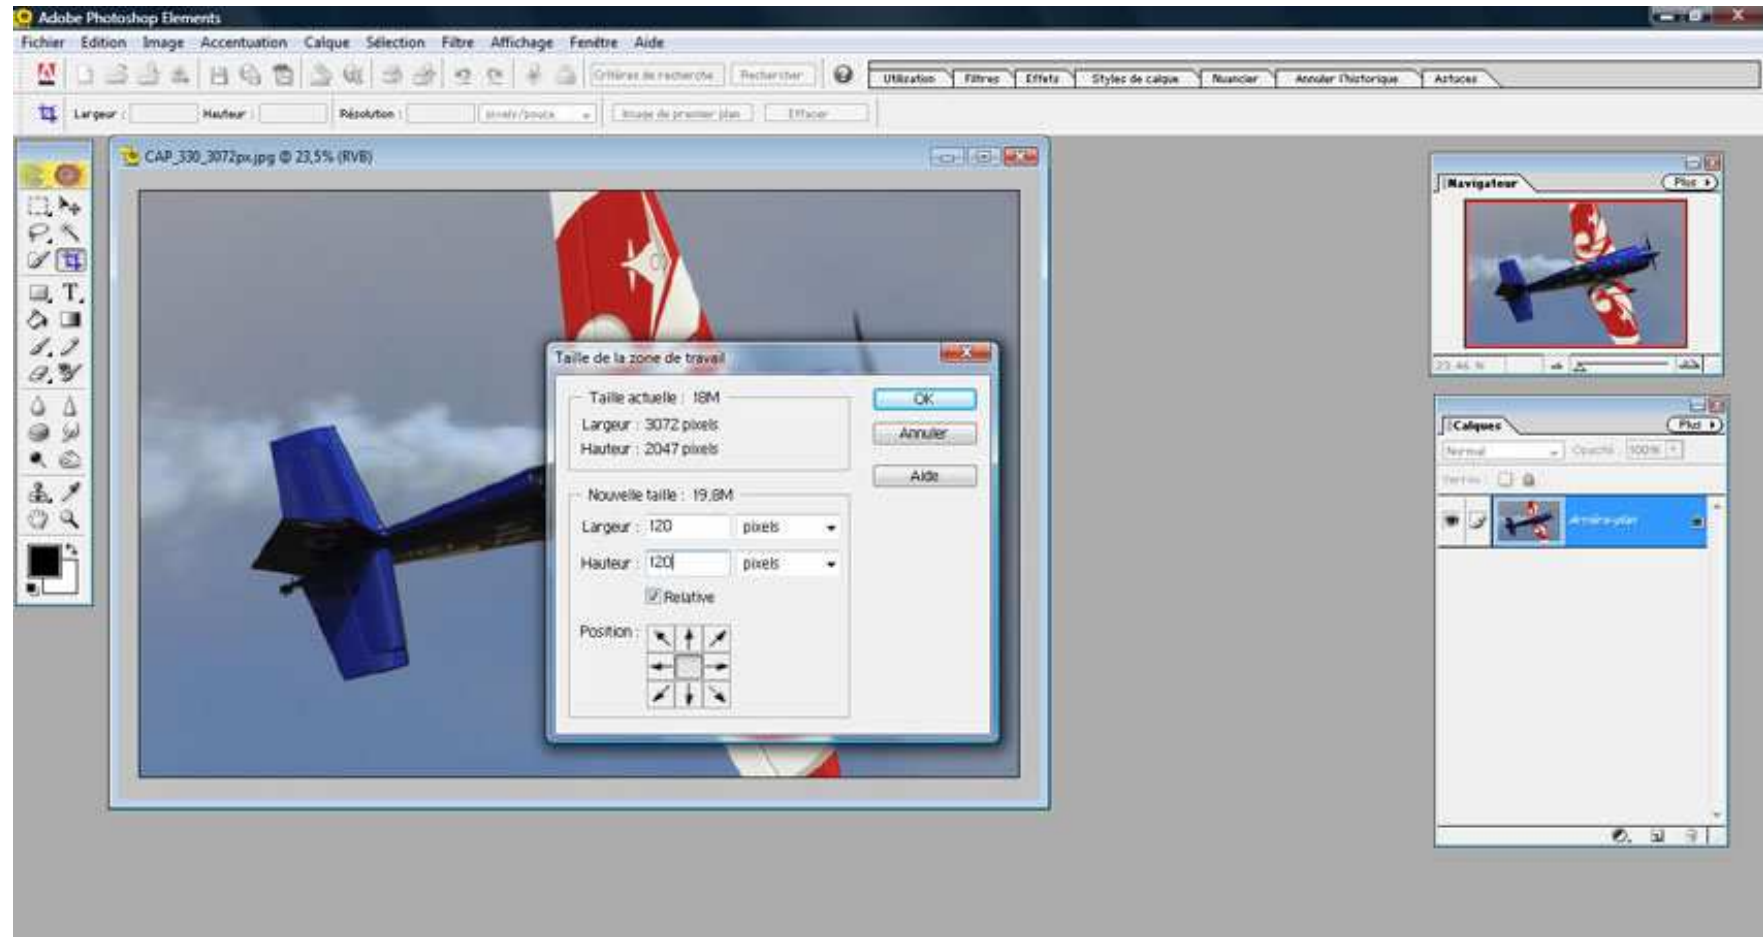 Adobe Photoshop Elements
Fichier Edition Image Accentuation Calque Sélection Filtre Affichage Fenêtre Aide
Critères de recherche Rechercher Utilisation Filtres Effets Styles de calque Nuancier Annuler l'historique Astuces
Largeur : Hauteur : Résolution : pixels/pouce Image de premier plan Effacer
CAP_330_3072px.jpg @ 23,5% (RVB)
Navigateur Plus
23.46 %
Taille de la zone de travail
Taille actuelle : 18M
Largeur : 3072 pixels
Hauteur : 2047 pixels
OK
Annuler
Aide
Nouvelle taille : 19,8M
Largeur : 120 pixels
Hauteur : 120 pixels
Relative
Position :
Calques Plus
Normal Opacité : 100%
Verrou :
Arrière-plan